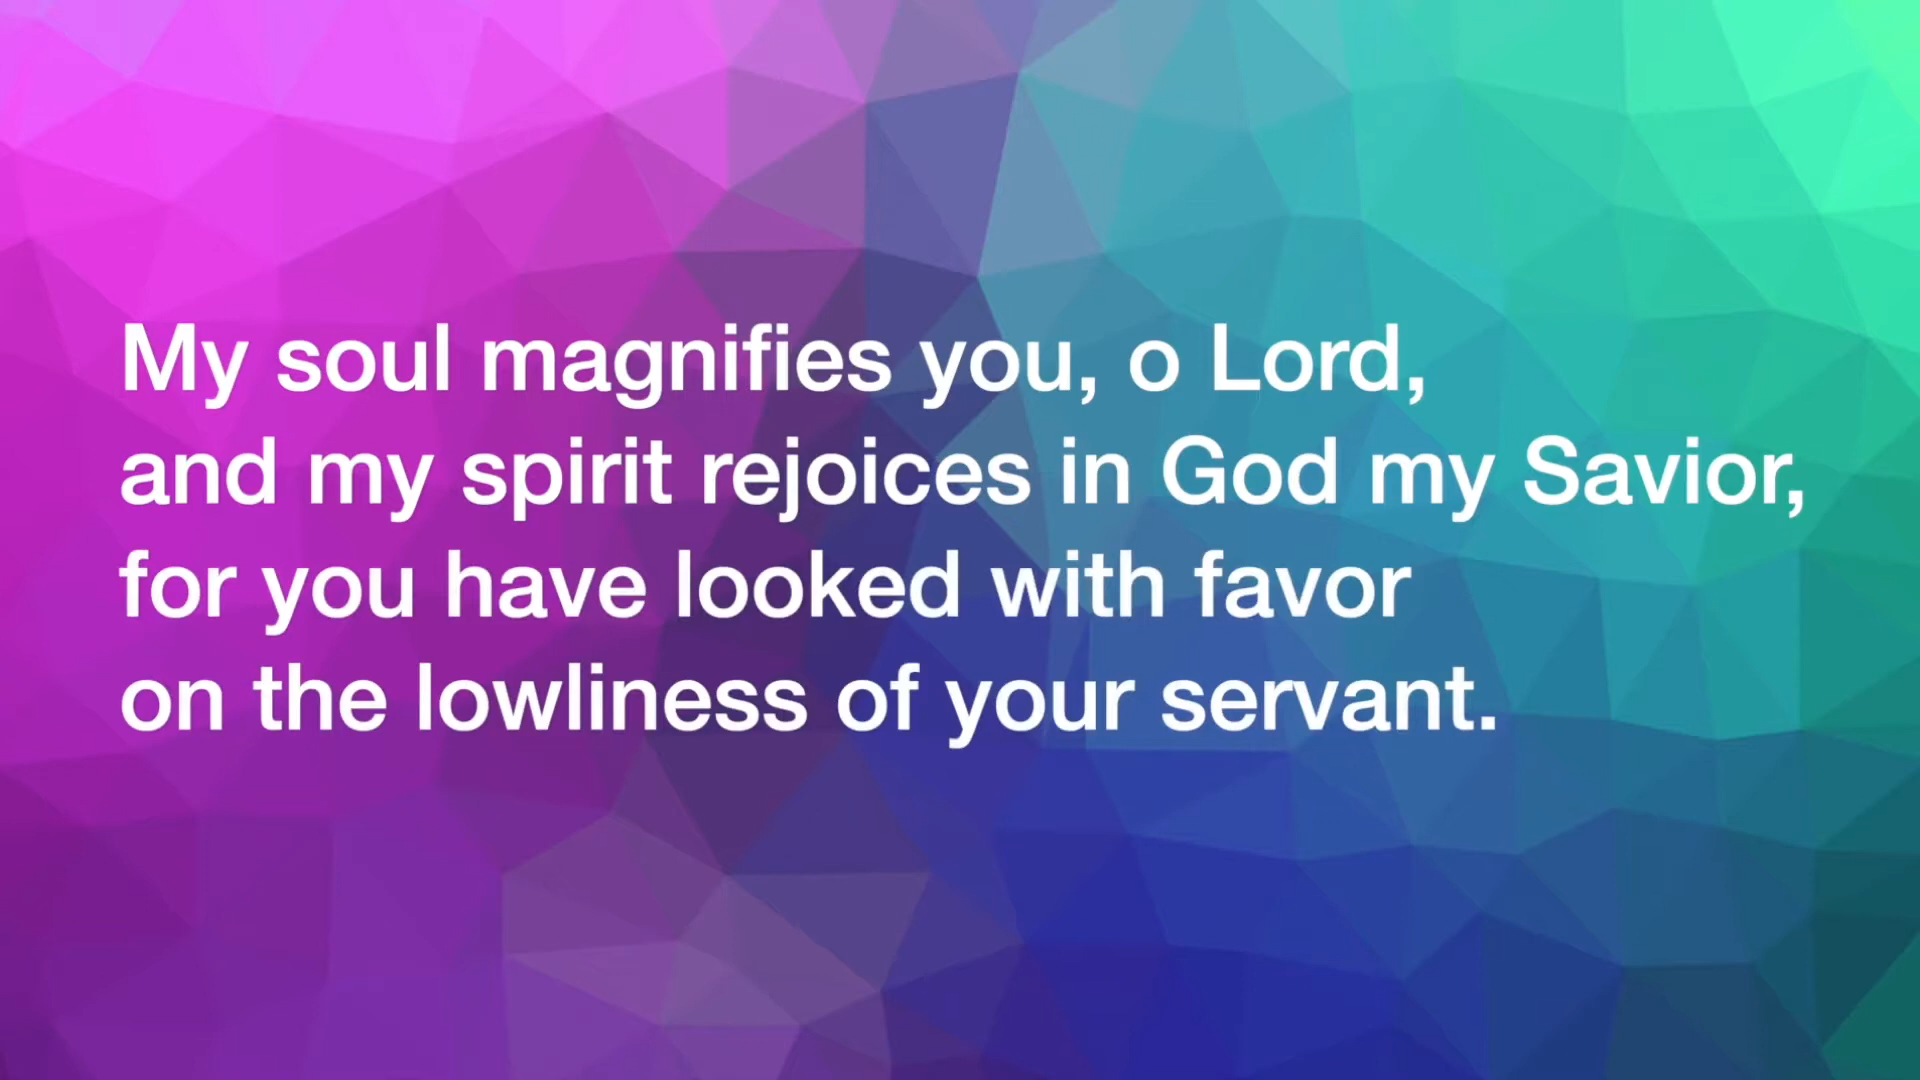 My soul magnifies you, o Lord,
and my spirit rejoices in God my Savior,
for you have looked with favor
on the lowliness of your servant.